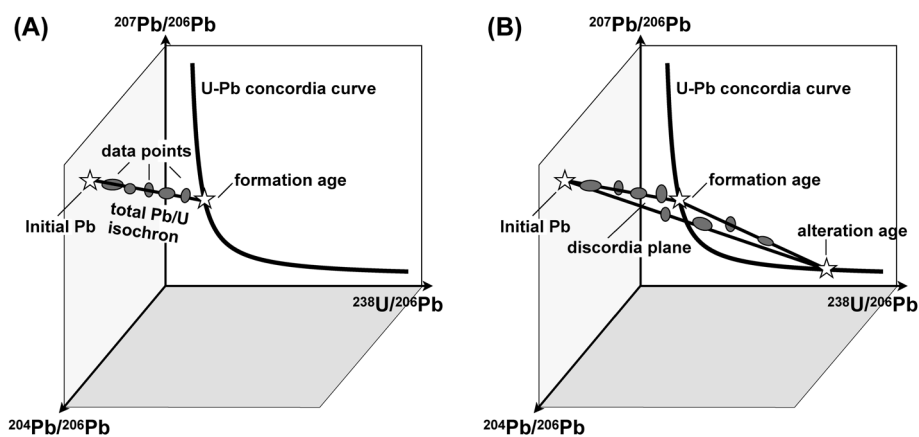 (A)
²⁰⁷Pb/²⁰⁶Pb
U-Pb concordia curve
data points
formation age
Initial Pb
total Pb/U
isochron
²³⁸U/²⁰⁶Pb
²⁰⁴Pb/²⁰⁶Pb
(B)
²⁰⁷Pb/²⁰⁶Pb
U-Pb concordia curve
formation age
Initial Pb
discordia plane
alteration age
²³⁸U/²⁰⁶Pb
²⁰⁴Pb/²⁰⁶Pb